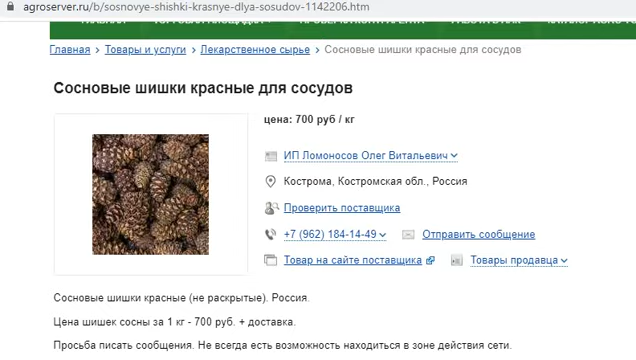 agroserver.ru/b/sosnovye-shishki-krasnye-dlya-sosudov-1142206.htm
Главная > Товары и услуги > Лекарственное сырье > Сосновые шишки красные для сосудов
Сосновые шишки красные для сосудов
цена: 700 руб / кг
ИП Ломоносов Олег Витальевич
Кострома, Костромская обл., Россия
Проверить поставщика
+7 (962) 184-14-49 Отправить сообщение
Товар на сайте поставщика Товары продавца
Сосновые шишки красные (не раскрытые). Россия.
Цена шишек сосны за 1 кг - 700 руб. + доставка.
Просьба писать сообщения. Не всегда есть возможность находиться в зоне действия сети.